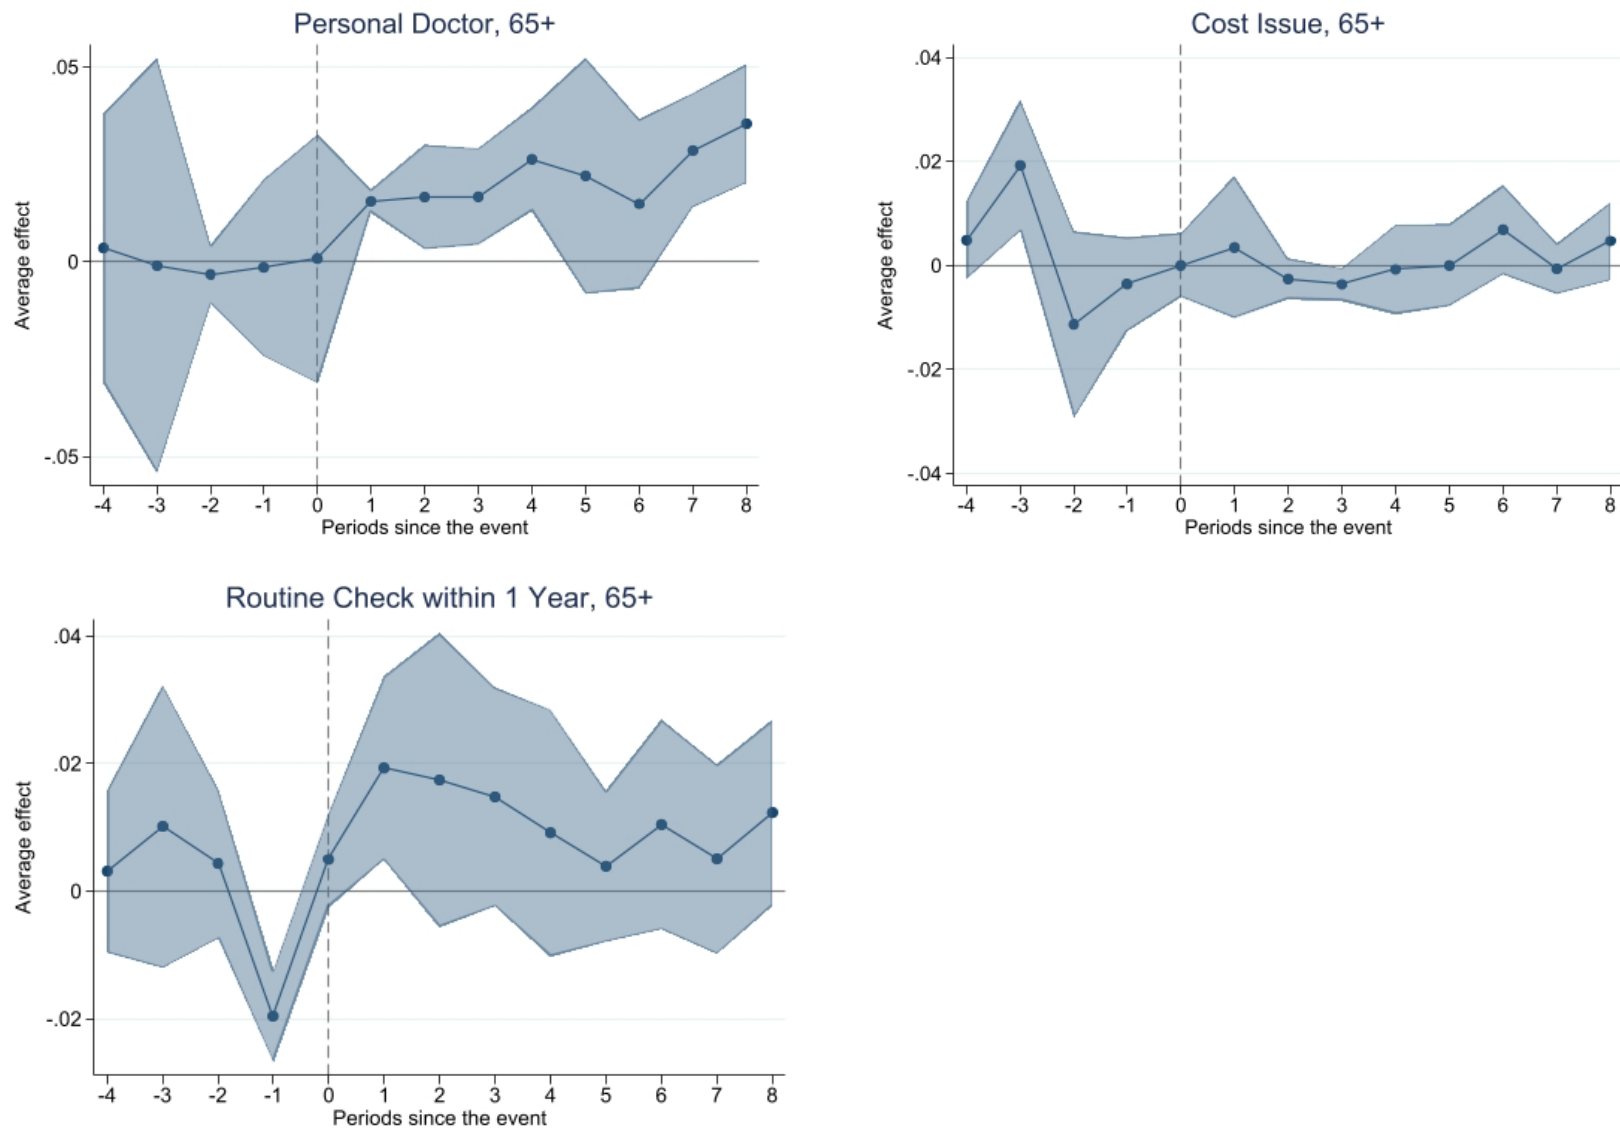 Personal Doctor, 65+
.05
0
-.05
Average effect
-4 -3 -2 -1 0 1 2 3 4 5 6 7 8
Periods since the event
Cost Issue, 65+
.04
.02
0
-.02
-.04
Average effect
-4 -3 -2 -1 0 1 2 3 4 5 6 7 8
Periods since the event
Routine Check within 1 Year, 65+
.04
.02
0
-.02
Average effect
-4 -3 -2 -1 0 1 2 3 4 5 6 7 8
Periods since the event